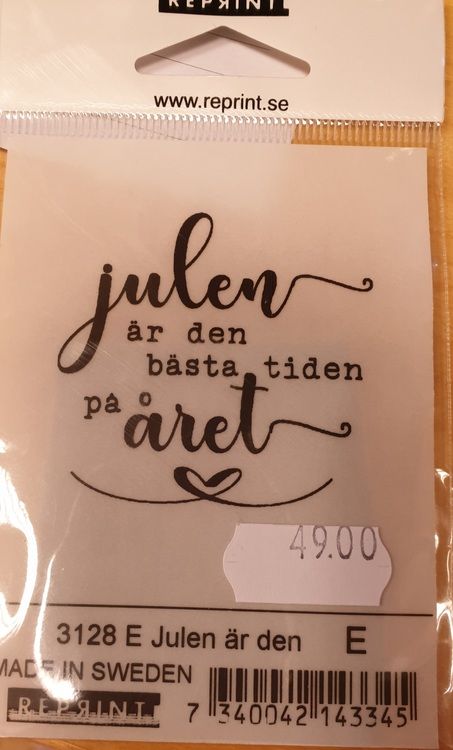 REPRINT
www.reprint.se
julen
är den
bästa tiden
på året
49.00
3128 E Julen är den E
MADE IN SWEDEN
REPRINT
7 340042 143345